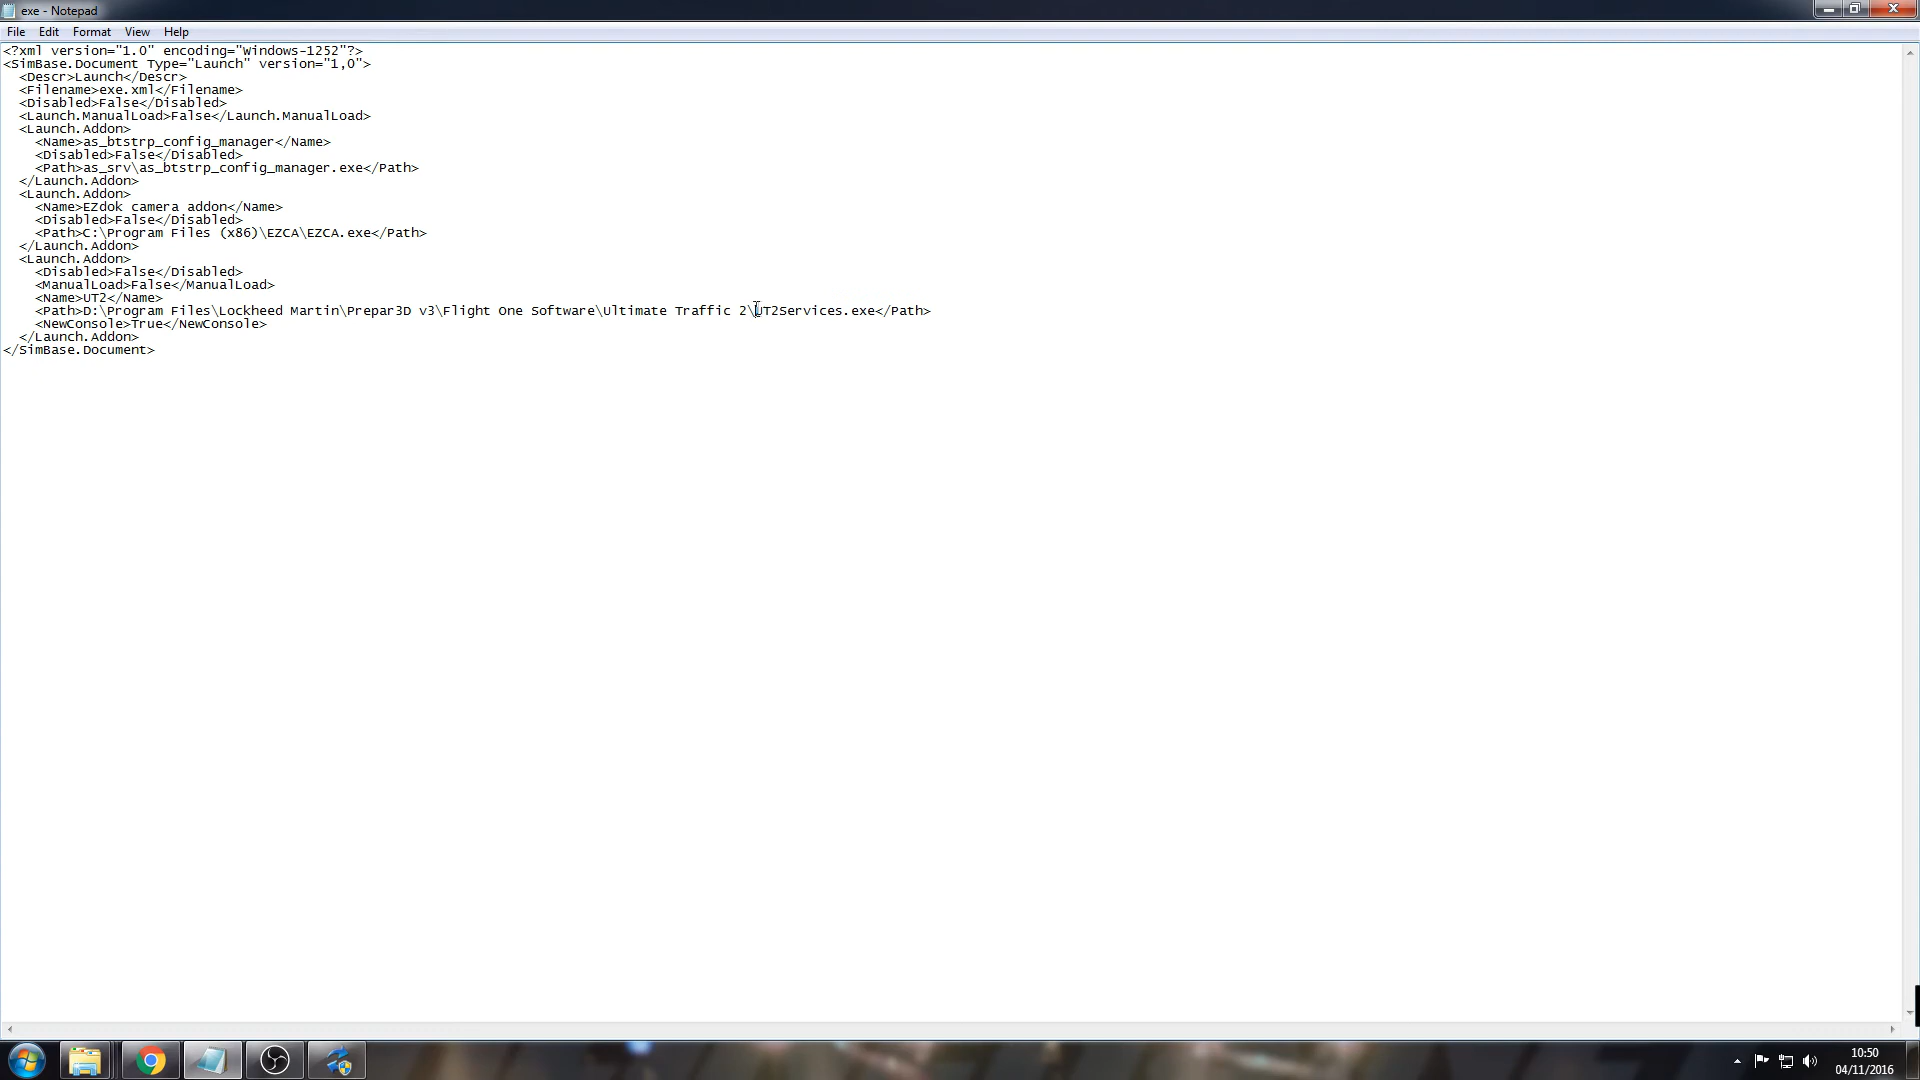 exe - Notepad
File Edit Format View Help
<?xml version="1.0" encoding="Windows-1252"?>
<SimBase.Document Type="Launch" version="1,0">
  <Descr>Launch</Descr>
  <Filename>exe.xml</Filename>
  <Disabled>False</Disabled>
  <Launch.ManualLoad>False</Launch.ManualLoad>
  <Launch.Addon>
    <Name>as_btstrp_config_manager</Name>
    <Disabled>False</Disabled>
    <Path>as_srv\as_btstrp_config_manager.exe</Path>
  </Launch.Addon>
  <Launch.Addon>
    <Name>EZdok camera addon</Name>
    <Disabled>False</Disabled>
    <Path>C:\Program Files (x86)\EZCA\EZCA.exe</Path>
  </Launch.Addon>
  <Launch.Addon>
    <Disabled>False</Disabled>
    <ManualLoad>False</ManualLoad>
    <Name>UT2</Name>
    <Path>D:\Program Files\Lockheed Martin\Prepar3D v3\Flight One Software\Ultimate Traffic 2\UT2Services.exe</Path>
    <NewConsole>True</NewConsole>
  </Launch.Addon>
</SimBase.Document>
10:50
04/11/2016